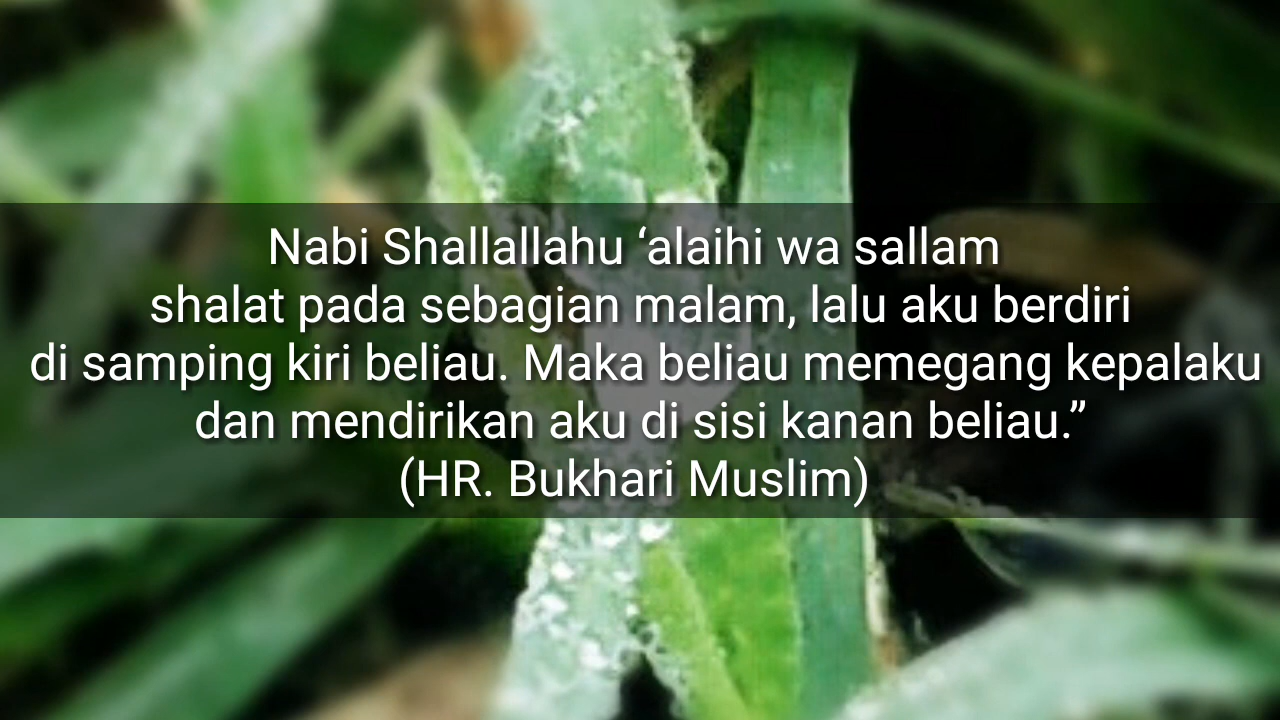 Nabi Shallallahu ‘alaihi wa sallam
shalat pada sebagian malam, lalu aku berdiri
di samping kiri beliau. Maka beliau memegang kepalaku
dan mendirikan aku di sisi kanan beliau.”
(HR. Bukhari Muslim)